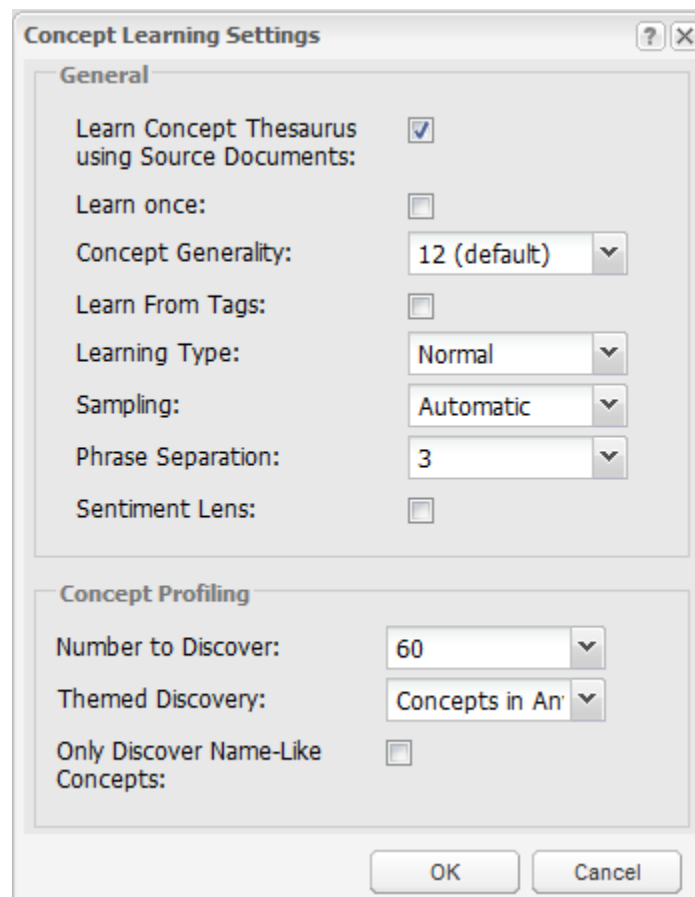 Concept Learning Settings
General
Learn Concept Thesaurus
using Source Documents:
Learn once:
Concept Generality: 12 (default)
Learn From Tags:
Learning Type: Normal
Sampling: Automatic
Phrase Separation: 3
Sentiment Lens:
Concept Profiling
Number to Discover: 60
Themed Discovery: Concepts in An
Only Discover Name-Like
Concepts:
OK Cancel